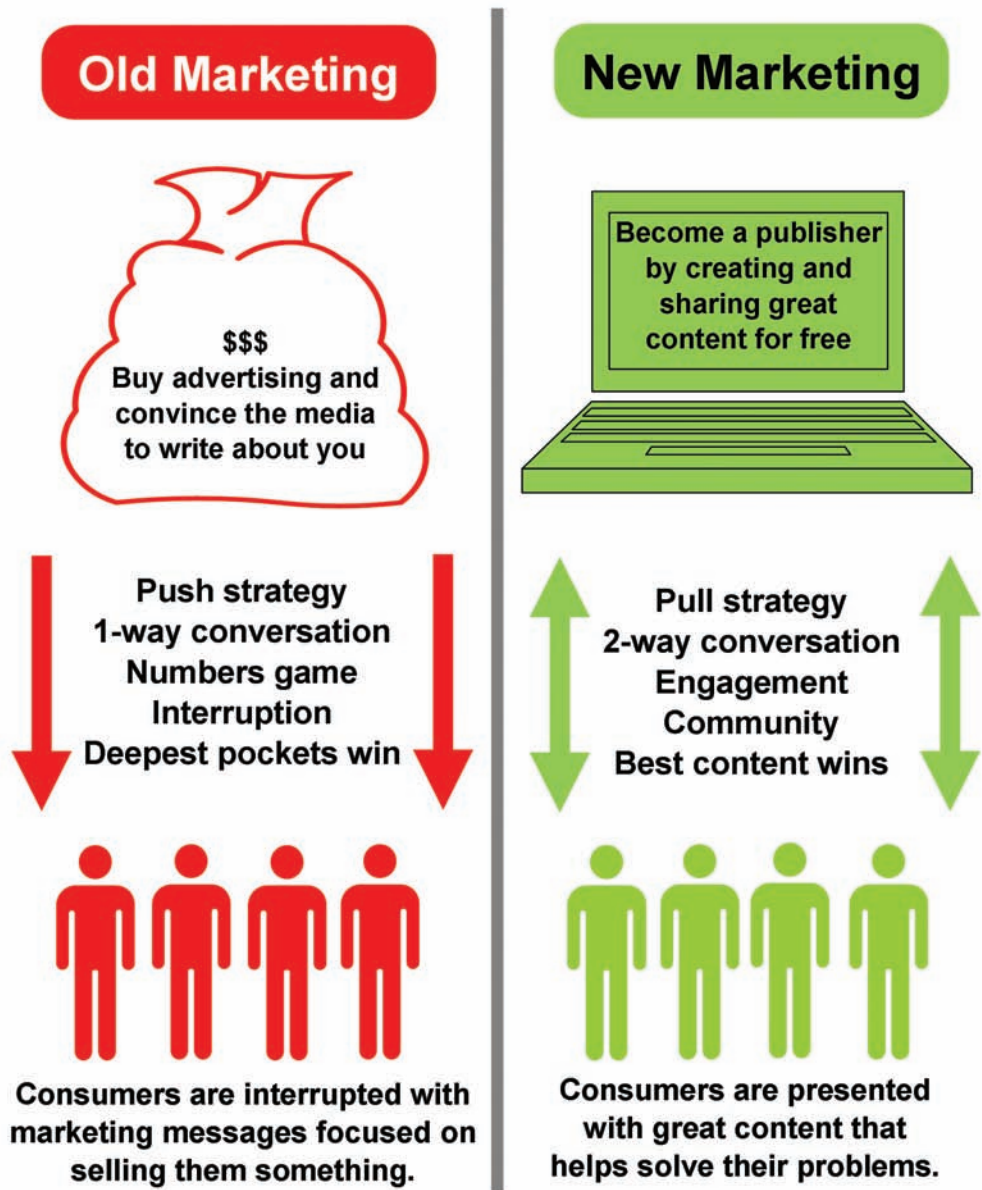 Old Marketing
$$$
Buy advertising and
convince the media
to write about you
Push strategy
1-way conversation
Numbers game
Interruption
Deepest pockets win
Consumers are interrupted with
marketing messages focused on
selling them something.
New Marketing
Become a publisher
by creating and
sharing great
content for free
Pull strategy
2-way conversation
Engagement
Community
Best content wins
Consumers are presented
with great content that
helps solve their problems.